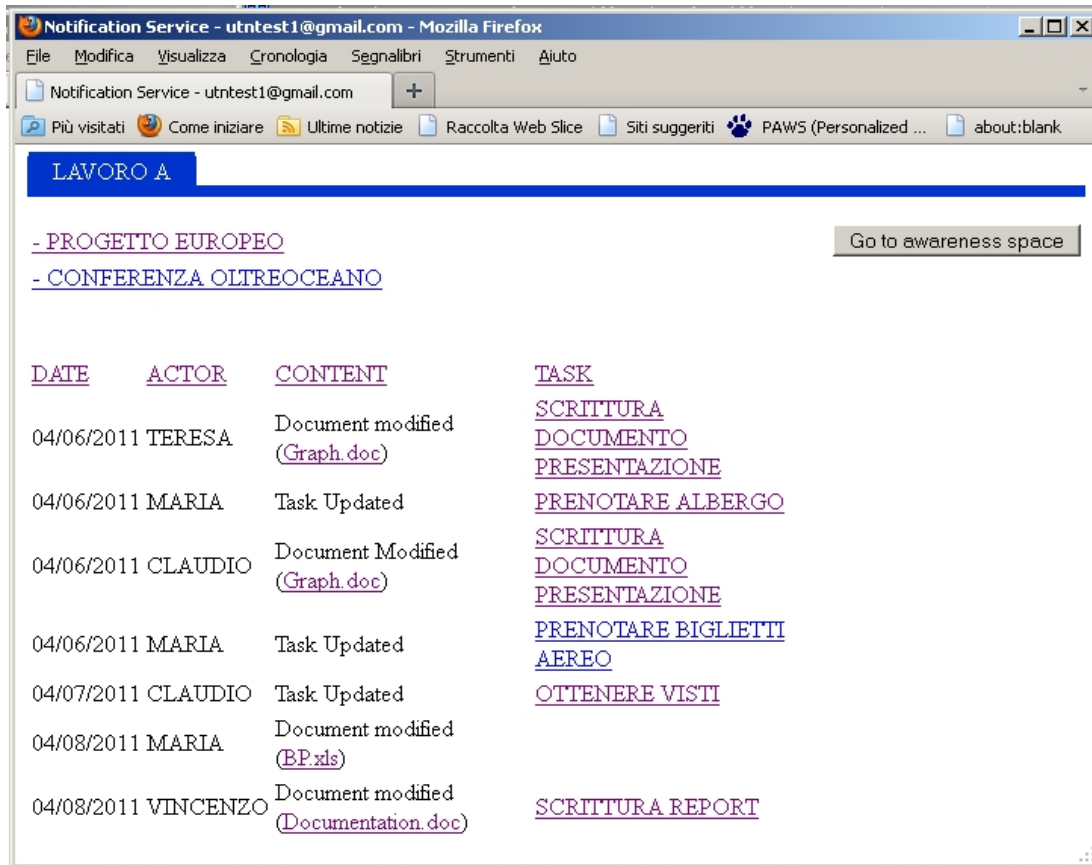 Notification Service - utntest1@gmail.com - Mozilla Firefox
File Modifica Visualizza Cronologia Segnalibri Strumenti Aiuto
Notification Service - utntest1@gmail.com +
Più visitati Come iniziare Ultime notizie Raccolta Web Slice Siti suggeriti PAWS (Personalized ... about:blank
LAVORO A
- PROGETTO EUROPEO
Go to awareness space
- CONFERENZA OLTREOCEANO
DATE ACTOR CONTENT TASK
04/06/2011 TERESA Document modified
(Graph.doc)
SCRITTURA
DOCUMENTO
PRESENTAZIONE
04/06/2011 MARIA Task Updated PRENOTARE ALBERGO
04/06/2011 CLAUDIO Document Modified
(Graph.doc)
SCRITTURA
DOCUMENTO
PRESENTAZIONE
04/06/2011 MARIA Task Updated PRENOTARE BIGLIETTI
AEREO
04/07/2011 CLAUDIO Task Updated OTTENERE VISTI
04/08/2011 MARIA Document modified
(BP.xls)
04/08/2011 VINCENZO Document modified
(Documentation.doc)
SCRITTURA REPORT